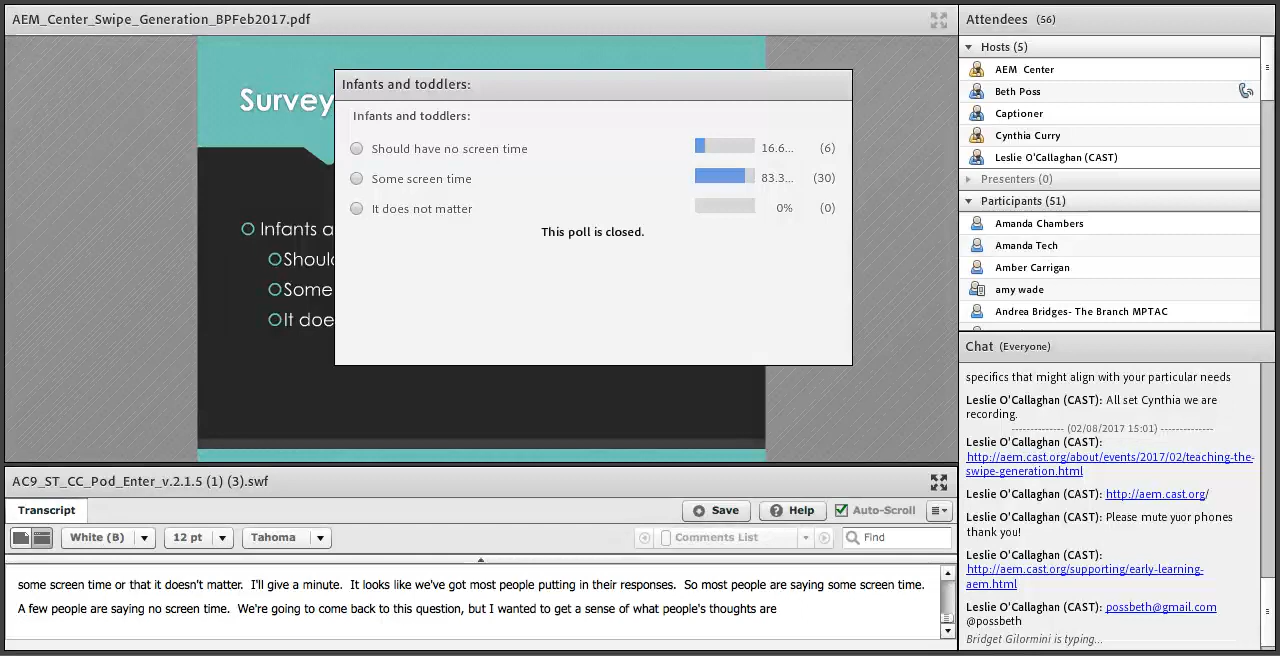 AEM_Center_Swipe_Generation_BPFeb2017.pdf
Survey
Infants a
Should
Some
It doe
Infants and toddlers:
Infants and toddlers:
Should have no screen time 16.6... (6)
Some screen time 83.3... (30)
It does not matter 0% (0)
This poll is closed.
AC9_ST_CC_Pod_Enter_v.2.1.5 (1) (3).swf
Transcript
Save Help Auto-Scroll
White (B) 12 pt Tahoma Comments List Find
some screen time or that it doesn't matter. I'll give a minute. It looks like we've got most people putting in their responses. So most people are saying some screen time.
A few people are saying no screen time. We're going to come back to this question, but I wanted to get a sense of what people's thoughts are
Attendees (56)
Hosts (5)
AEM Center
Beth Poss
Captioner
Cynthia Curry
Leslie O'Callaghan (CAST)
Presenters (0)
Participants (51)
Amanda Chambers
Amanda Tech
Amber Carrigan
amy wade
Andrea Bridges- The Branch MPTAC
Chat (Everyone)
specifics that might align with your particular needs
Leslie O'Callaghan (CAST): All set Cynthia we are
recording.
-------------- (02/08/2017 15:01) --------------
Leslie O'Callaghan (CAST):
http://aem.cast.org/about/events/2017/02/teaching-the-
swipe-generation.html
Leslie O'Callaghan (CAST): http://aem.cast.org/
Leslie O'Callaghan (CAST): Please mute yuor phones
thank you!
Leslie O'Callaghan (CAST):
http://aem.cast.org/supporting/early-learning-
aem.html
Leslie O'Callaghan (CAST): possbeth@gmail.com
@possbeth
Bridget Gilormini is typing...